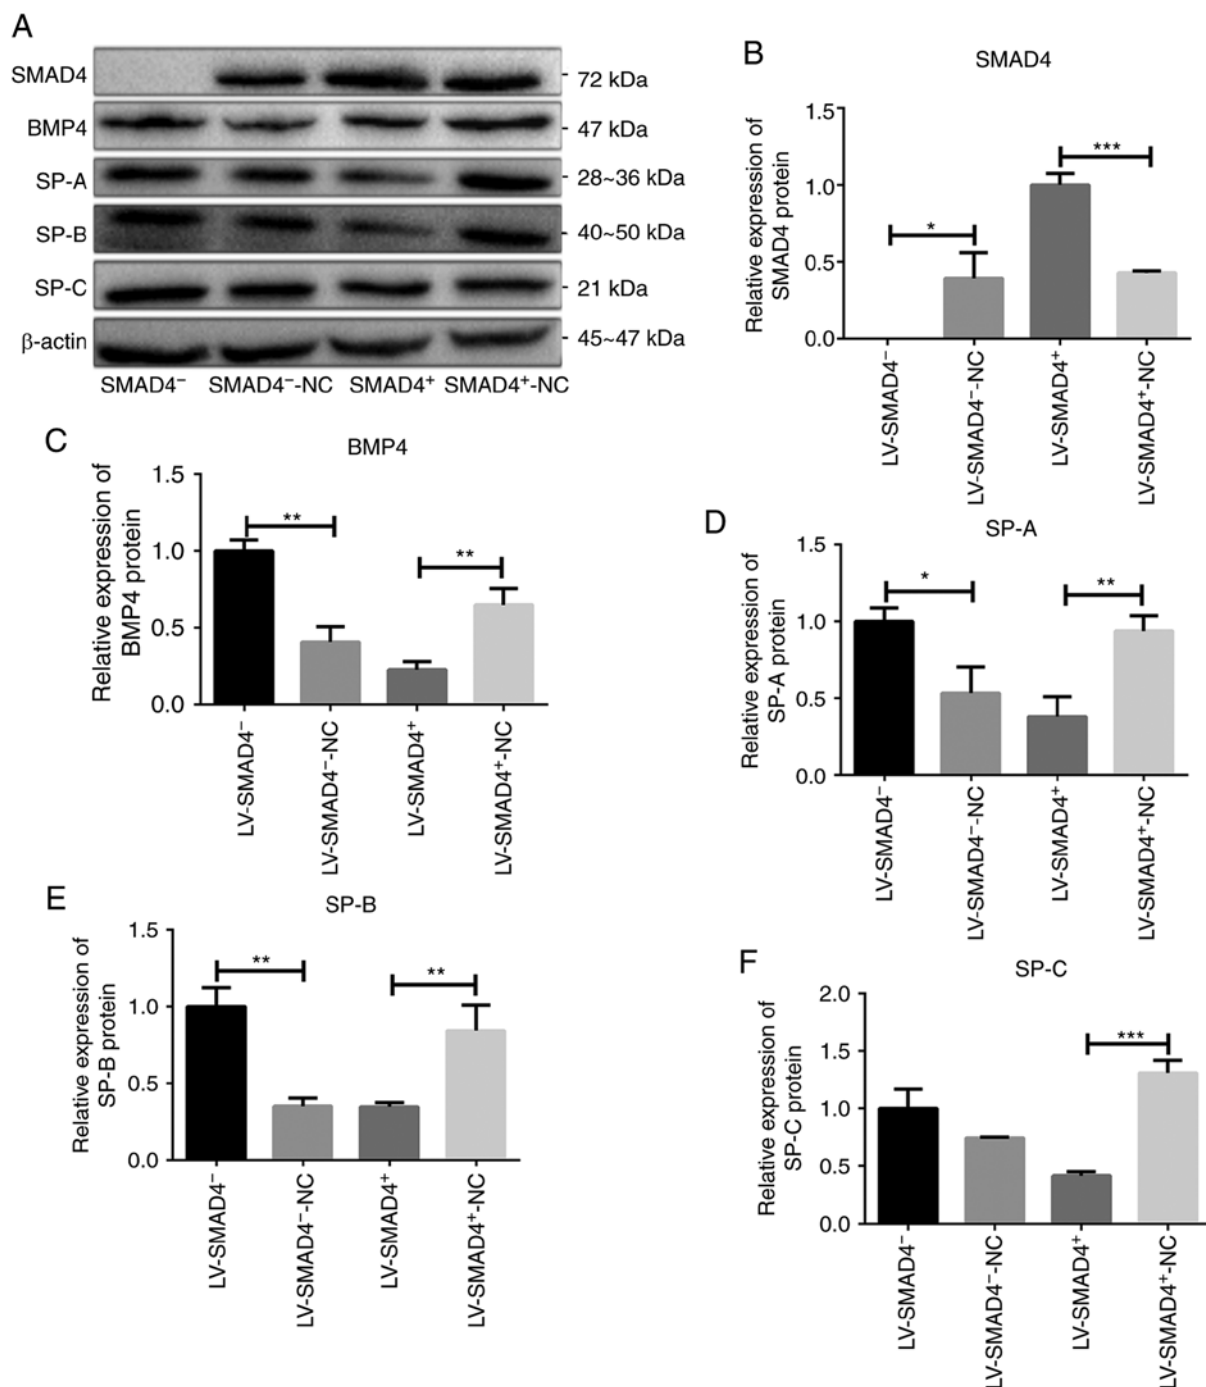 A
SMAD4
72 kDa
BMP4
47 kDa
SP-A
28~36 kDa
SP-B
40~50 kDa
SP-C
21 kDa
β-actin
45~47 kDa
SMAD4⁻ SMAD4⁻-NC SMAD4⁺ SMAD4⁺-NC
B
SMAD4
Relative expression of
SMAD4 protein
1.5
1.0
0.5
0.0
*
***
LV-SMAD4⁻
LV-SMAD4⁻-NC
LV-SMAD4⁺
LV-SMAD4⁺-NC
C
BMP4
Relative expression of
BMP4 protein
1.5
1.0
0.5
0.0
**
**
LV-SMAD4⁻
LV-SMAD4⁻-NC
LV-SMAD4⁺
LV-SMAD4⁺-NC
D
SP-A
Relative expression of
SP-A protein
1.5
1.0
0.5
0.0
*
**
LV-SMAD4⁻
LV-SMAD4⁻-NC
LV-SMAD4⁺
LV-SMAD4⁺-NC
E
SP-B
Relative expression of
SP-B protein
1.5
1.0
0.5
0.0
**
**
LV-SMAD4⁻
LV-SMAD4⁻-NC
LV-SMAD4⁺
LV-SMAD4⁺-NC
F
SP-C
Relative expression of
SP-C protein
2.0
1.5
1.0
0.5
0.0
***
LV-SMAD4⁻
LV-SMAD4⁻-NC
LV-SMAD4⁺
LV-SMAD4⁺-NC